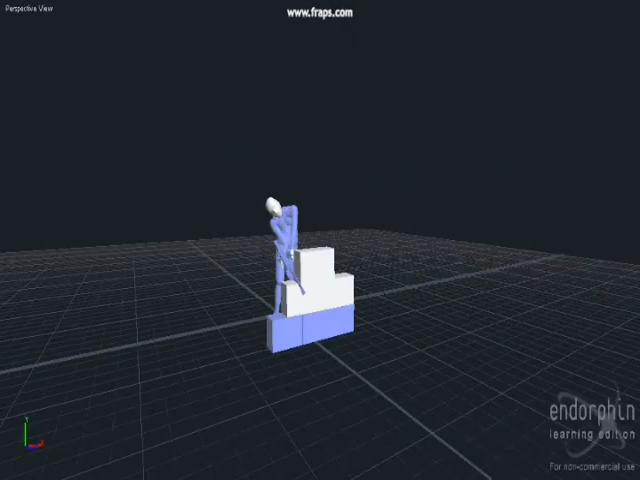 Perspective View
www.fraps.com
Y
endorphin
learning edition
For non-commercial use